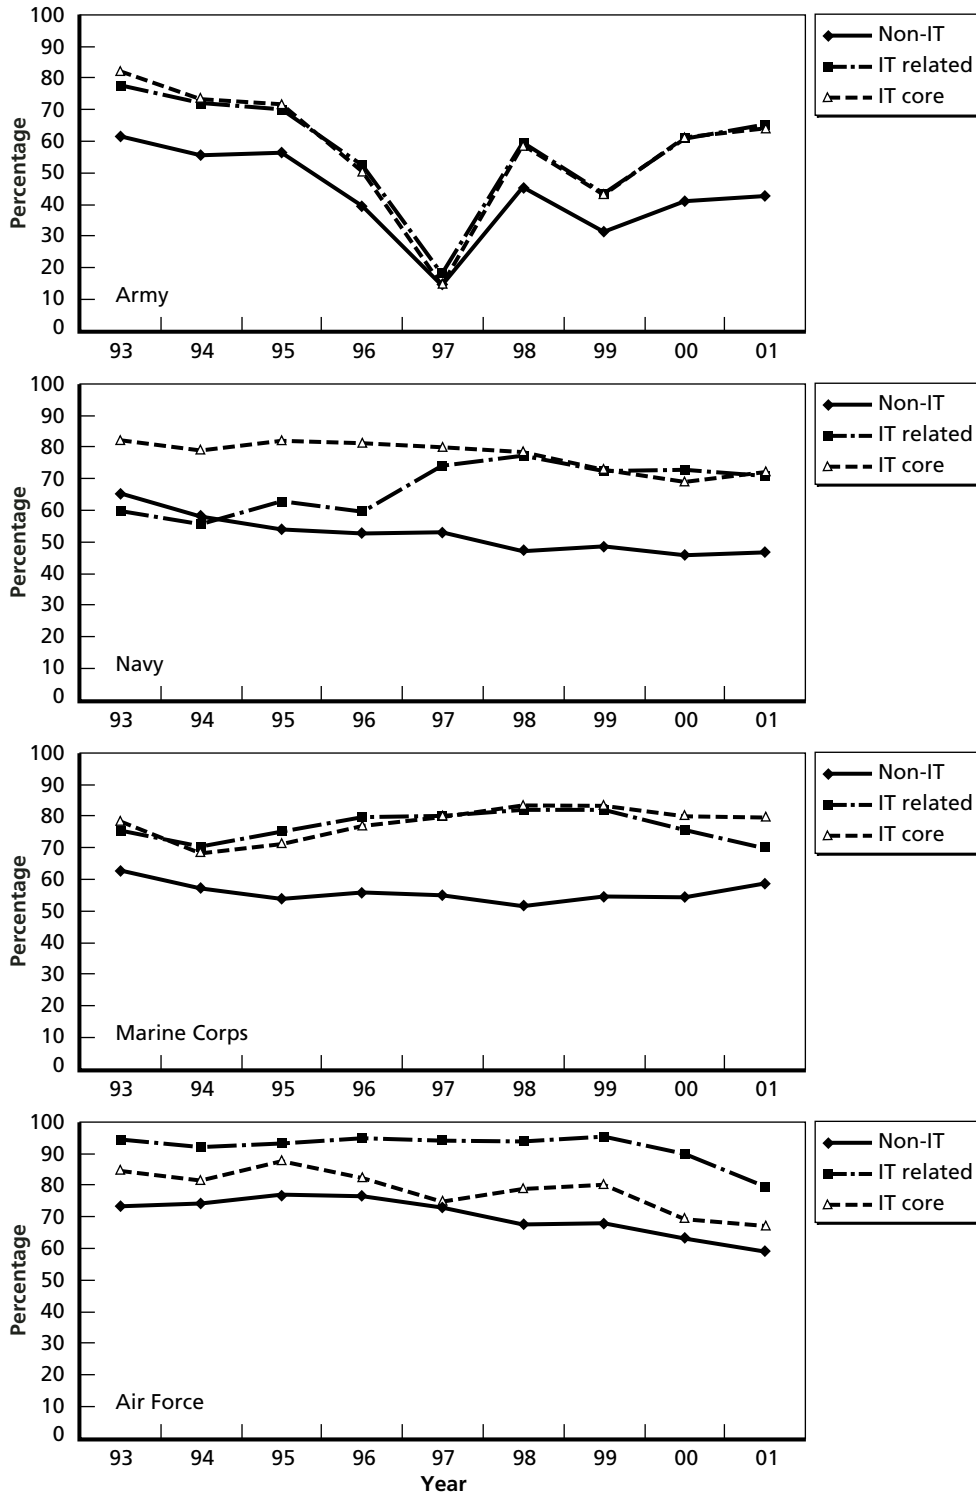 100
90
80
70
60
50
40
30
20
10
0
Percentage
Army
93 94 95 96 97 98 99 00 01
Non-IT
IT related
IT core
100
90
80
70
60
50
40
30
20
10
0
Percentage
Navy
93 94 95 96 97 98 99 00 01
Non-IT
IT related
IT core
100
90
80
70
60
50
40
30
20
10
0
Percentage
Marine Corps
93 94 95 96 97 98 99 00 01
Non-IT
IT related
IT core
100
90
80
70
60
50
40
30
20
10
0
Percentage
Air Force
93 94 95 96 97 98 99 00 01
Year
Non-IT
IT related
IT core